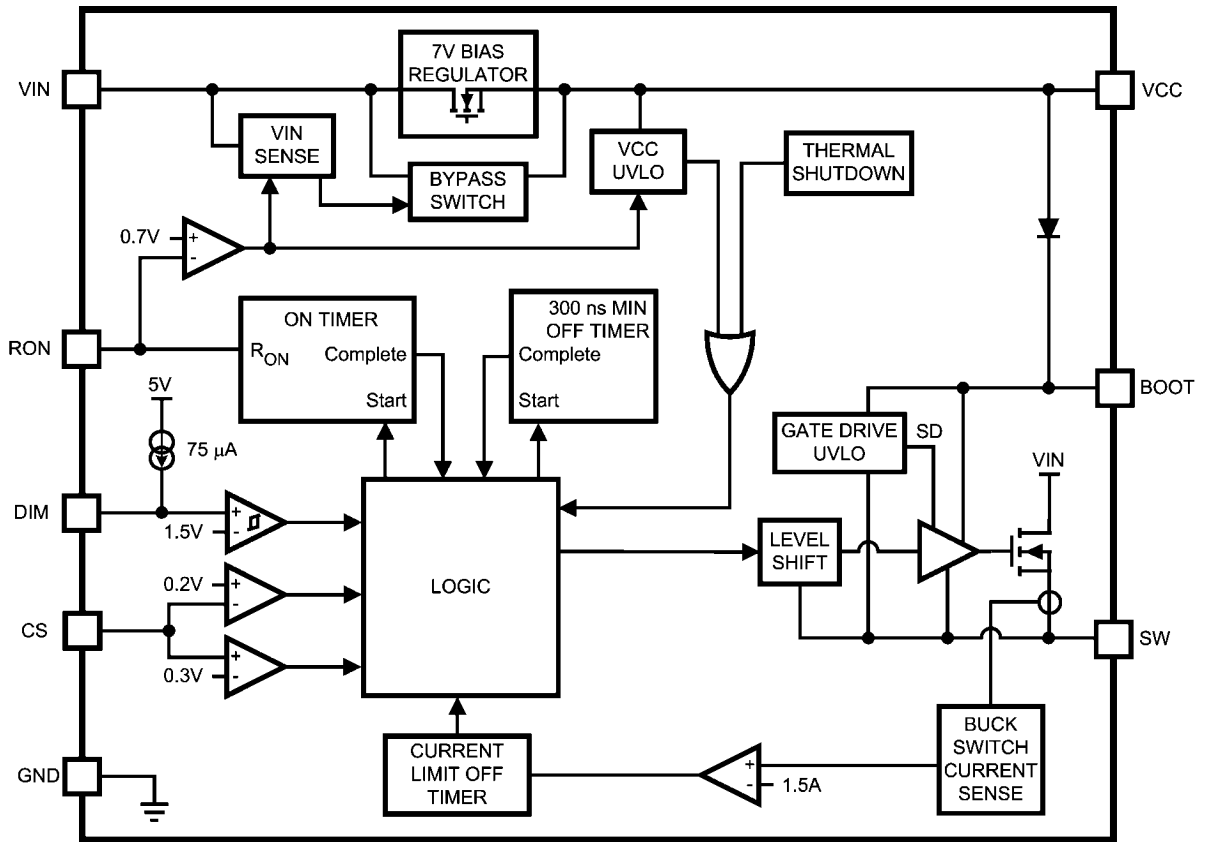 7V BIAS
REGULATOR
VIN
VCC
VIN
SENSE
VCC
UVLO
THERMAL
SHUTDOWN
BYPASS
SWITCH
0.7V
+
-
ON TIMER
RON
Complete
Start
300 ns MIN
OFF TIMER
Complete
Start
RON
5V
75 µA
BOOT
GATE DRIVE
UVLO
SD
VIN
DIM
+
1.5V -
LEVEL
SHIFT
LOGIC
0.2V +
-
CS
+
0.3V -
SW
GND
CURRENT
LIMIT OFF
TIMER
+
- 1.5A
BUCK
SWITCH
CURRENT
SENSE